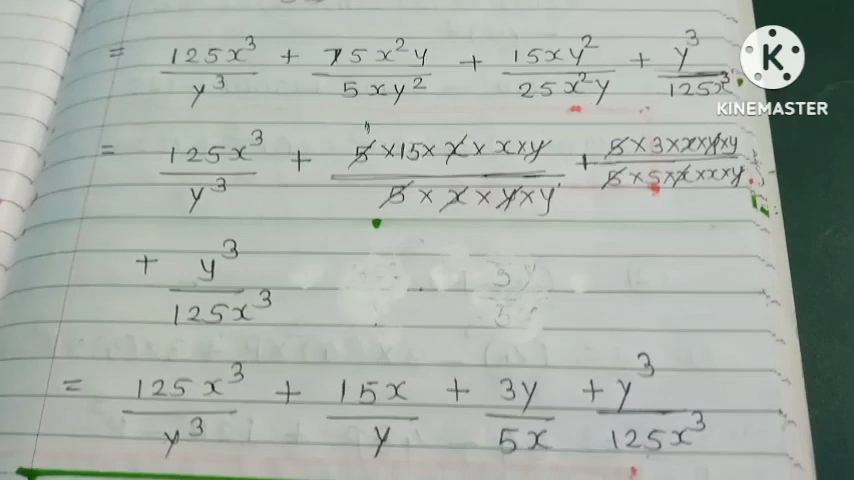 = 125x³/y³ + 75x²y/5xy² + 15xy²/25x²y + y³/125x³
K
KINEMASTER
= 125x³/y³ + 5×15×x×x×y/5×x×y×y + 5×3×x×y×y/5×5×x×x×y
+ y³/125x³
= 125x³/y³ + 15x/y + 3y/5x + y³/125x³